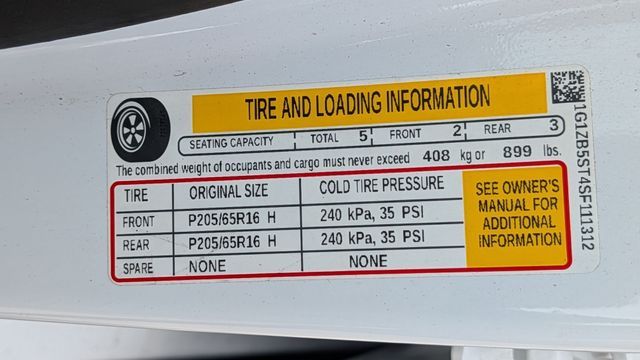 TIRE AND LOADING INFORMATION
SEATING CAPACITY TOTAL 5 FRONT 2 REAR 3
The combined weight of occupants and cargo must never exceed 408 kg or 899 lbs.
TIRE ORIGINAL SIZE COLD TIRE PRESSURE
FRONT P205/65R16 H 240 kPa, 35 PSI
REAR P205/65R16 H 240 kPa, 35 PSI
SPARE NONE NONE
SEE OWNER'S
MANUAL FOR
ADDITIONAL
INFORMATION
1G1ZB5ST4SF111312